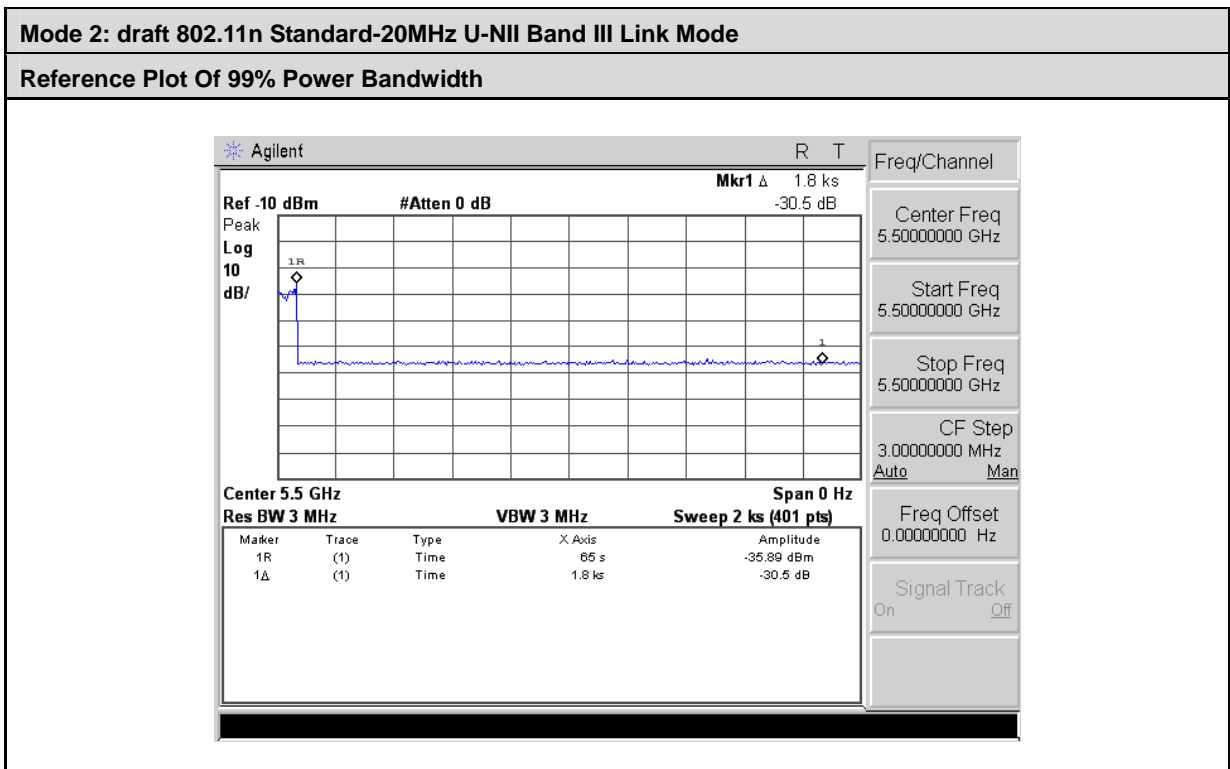 Mode 2: draft 802.11n Standard-20MHz U-NII Band III Link Mode
Reference Plot Of 99% Power Bandwidth
Agilent R T
Mkr1 Δ 1.8 ks
Ref -10 dBm #Atten 0 dB -30.5 dB
Peak
Log
10
dB/
1R
1
Center 5.5 GHz Span 0 Hz
Res BW 3 MHz VBW 3 MHz Sweep 2 ks (401 pts)
Marker Trace Type X Axis Amplitude
1R (1) Time 65 s -35.89 dBm
1Δ (1) Time 1.8 ks -30.5 dB
Freq/Channel
Center Freq
5.50000000 GHz
Start Freq
5.50000000 GHz
Stop Freq
5.50000000 GHz
CF Step
3.00000000 MHz
Auto Man
Freq Offset
0.00000000 Hz
Signal Track
On Off